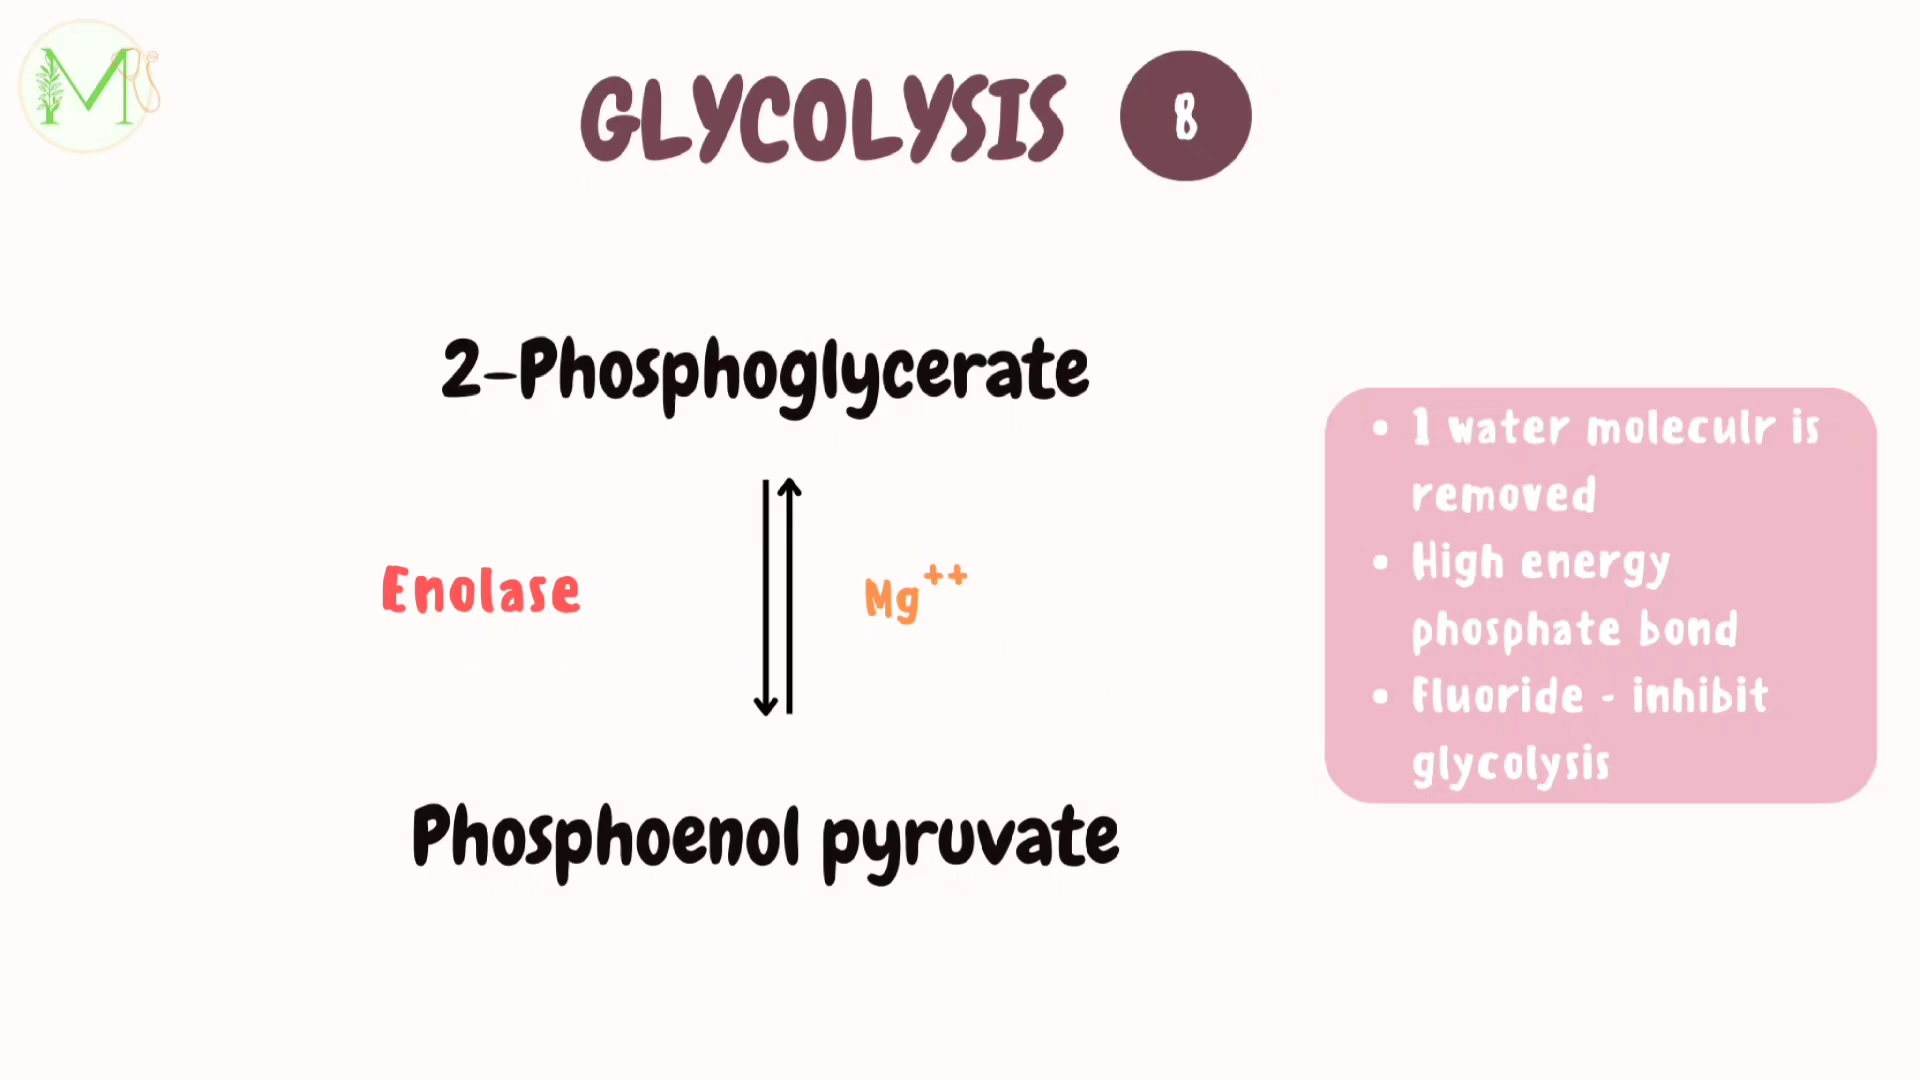 M
GLYCOLYSIS 8
2-Phosphoglycerate
Enolase
Mg++
Phosphoenol pyruvate
• 1 water moleculr is
removed
• High energy
phosphate bond
• Fluoride - inhibit
glycolysis